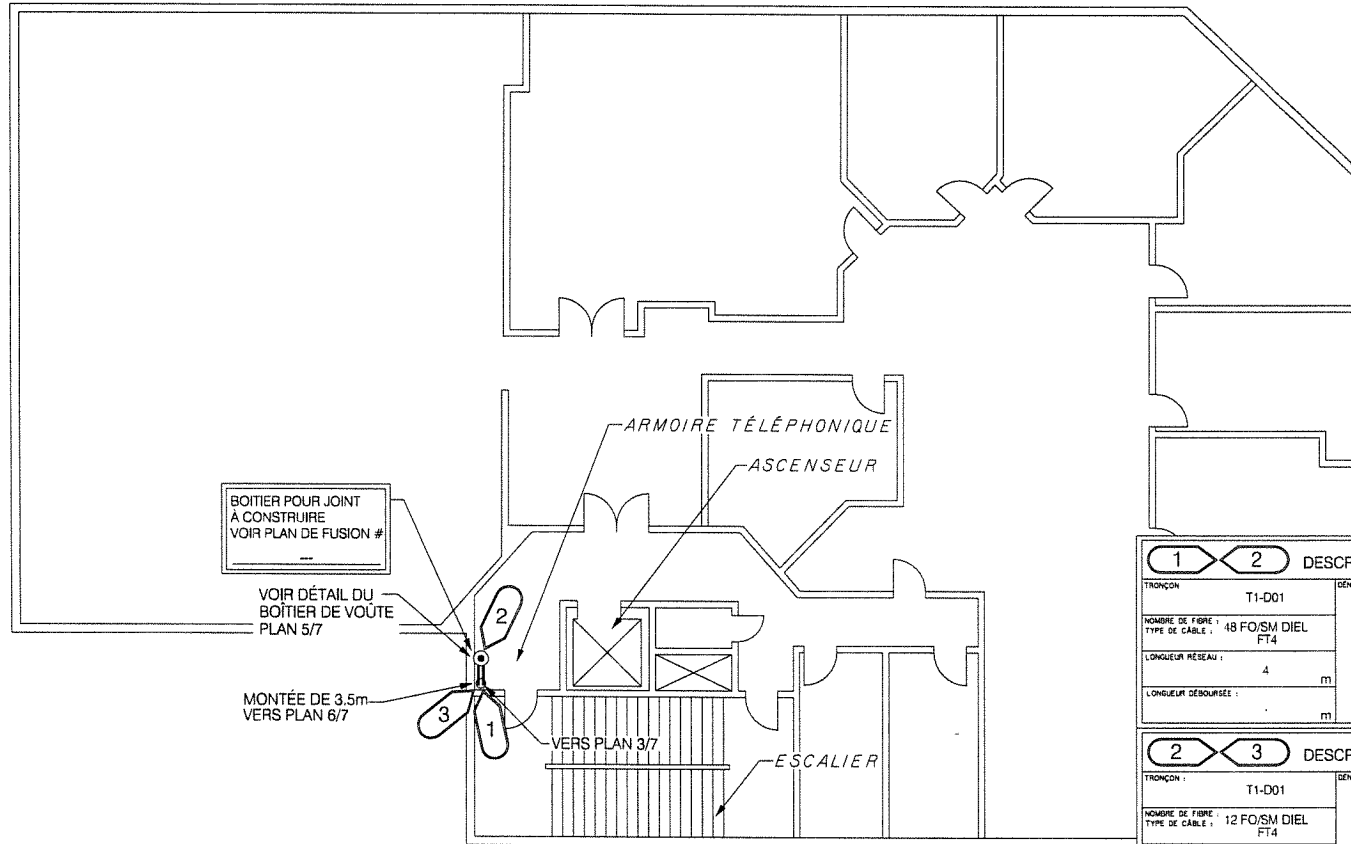 ARMOIRE TÉLÉPHONIQUE
ASCENSEUR
BOITIER POUR JOINT
À CONSTRUIRE
VOIR PLAN DE FUSION #
---
VOIR DÉTAIL DU
BOÎTIER DE VOÛTE
PLAN 5/7
2
MONTÉE DE 3.5m
VERS PLAN 6/7
3
1
VERS PLAN 3/7
ESCALIER
1 2 DESCR
TRONÇON DÉN
T1-D01
NOMBRE DE FIBRE : 48 FO/SM DIEL
TYPE DE CÂBLE : FT4
LONGUEUR RÉSEAU :
4 m
LONGUEUR DÉBOURSÉE :
m
2 3 DESCR
TRONÇON : DÉN
T1-D01
NOMBRE DE FIBRE : 12 FO/SM DIEL
TYPE DE CÂBLE : FT4